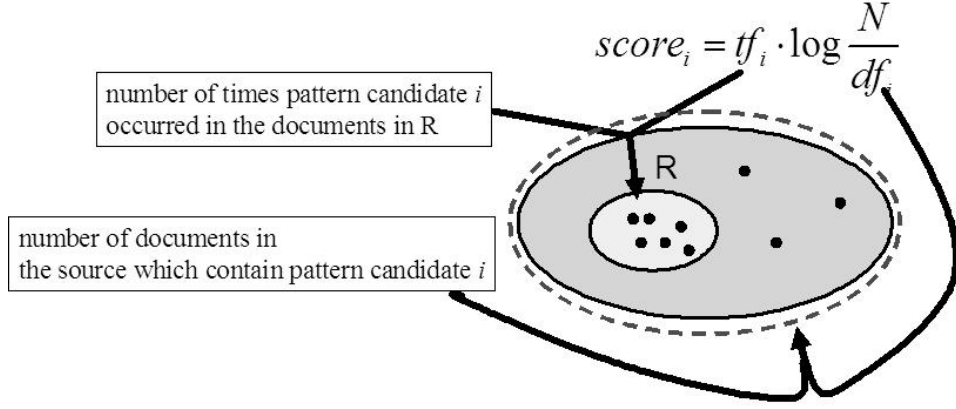 score_i = tf_i · log N/df_i
number of times pattern candidate i
occurred in the documents in R
R
number of documents in
the source which contain pattern candidate i